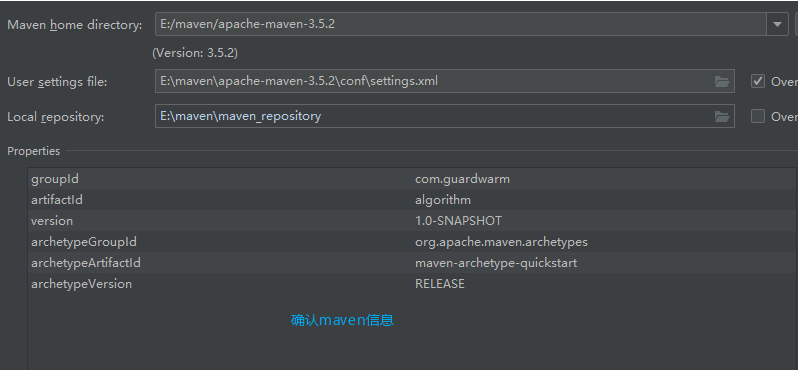 Maven home directory: E:/maven/apache-maven-3.5.2
(Version: 3.5.2)
User settings file: E:\maven\apache-maven-3.5.2\conf\settings.xml Over
Local repository: E:\maven\maven_repository Over
Properties
groupId com.guardwarm
artifactId algorithm
version 1.0-SNAPSHOT
archetypeGroupId org.apache.maven.archetypes
archetypeArtifactId maven-archetype-quickstart
archetypeVersion RELEASE
确认maven信息